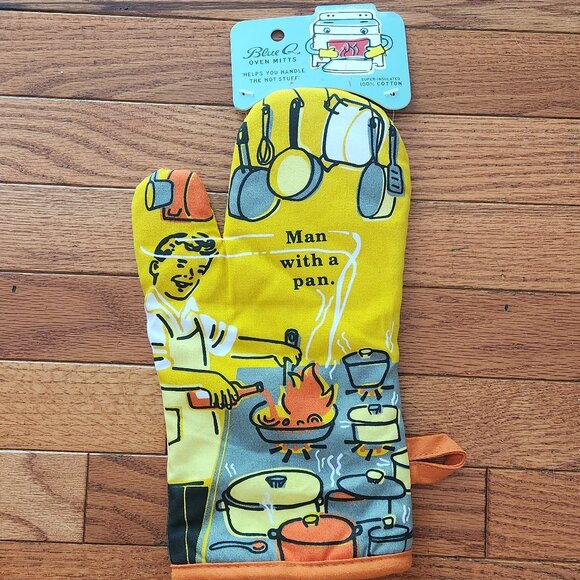 Blue Q
OVEN MITTS
"HELPS YOU HANDLE
THE HOT STUFF."
SUPER-INSULATED
100% COTTON
Man
with a
pan.